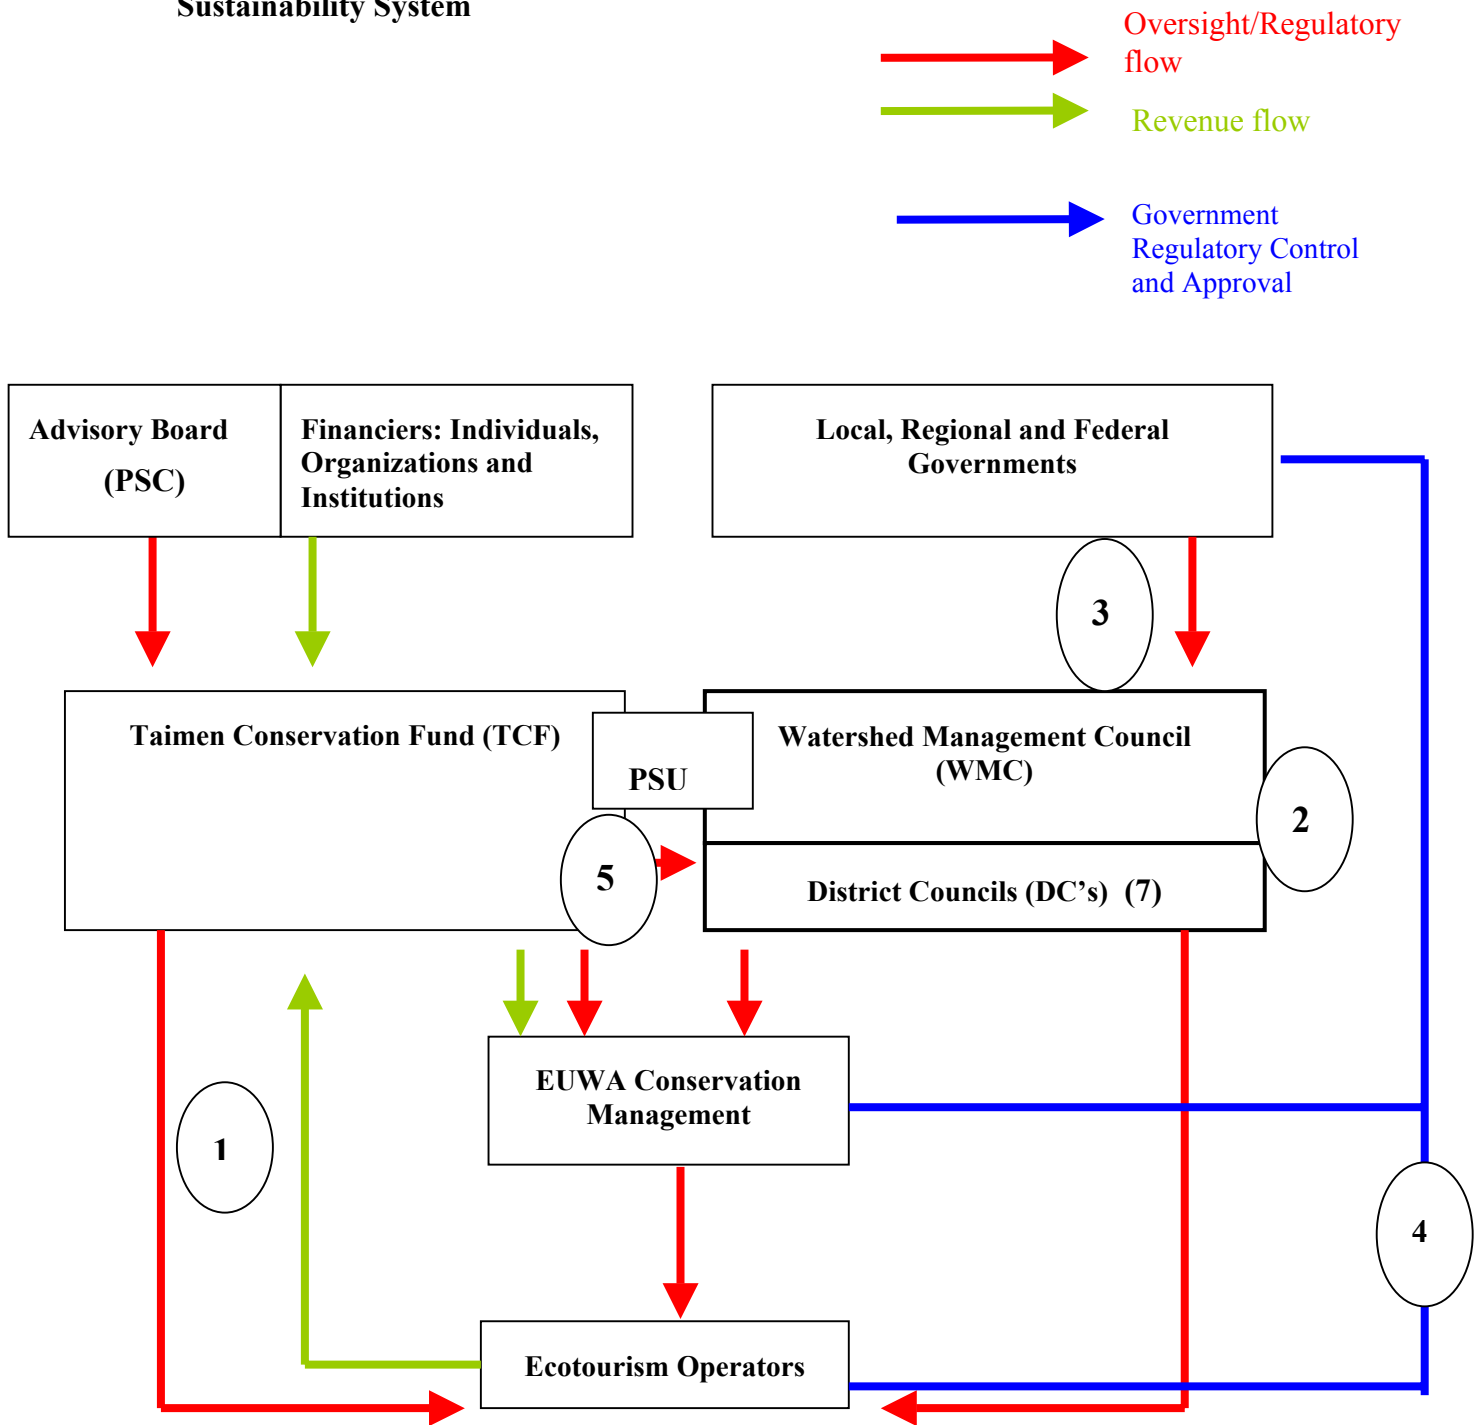 Sustainability System
Oversight/Regulatory
flow
Revenue flow
Government
Regulatory Control
and Approval
Advisory Board
(PSC)
Financiers: Individuals,
Organizations and
Institutions
Local, Regional and Federal
Governments
3
Taimen Conservation Fund (TCF)
PSU
Watershed Management Council
(WMC)
2
5
District Councils (DC's) (7)
EUWA Conservation
Management
1
4
Ecotourism Operators